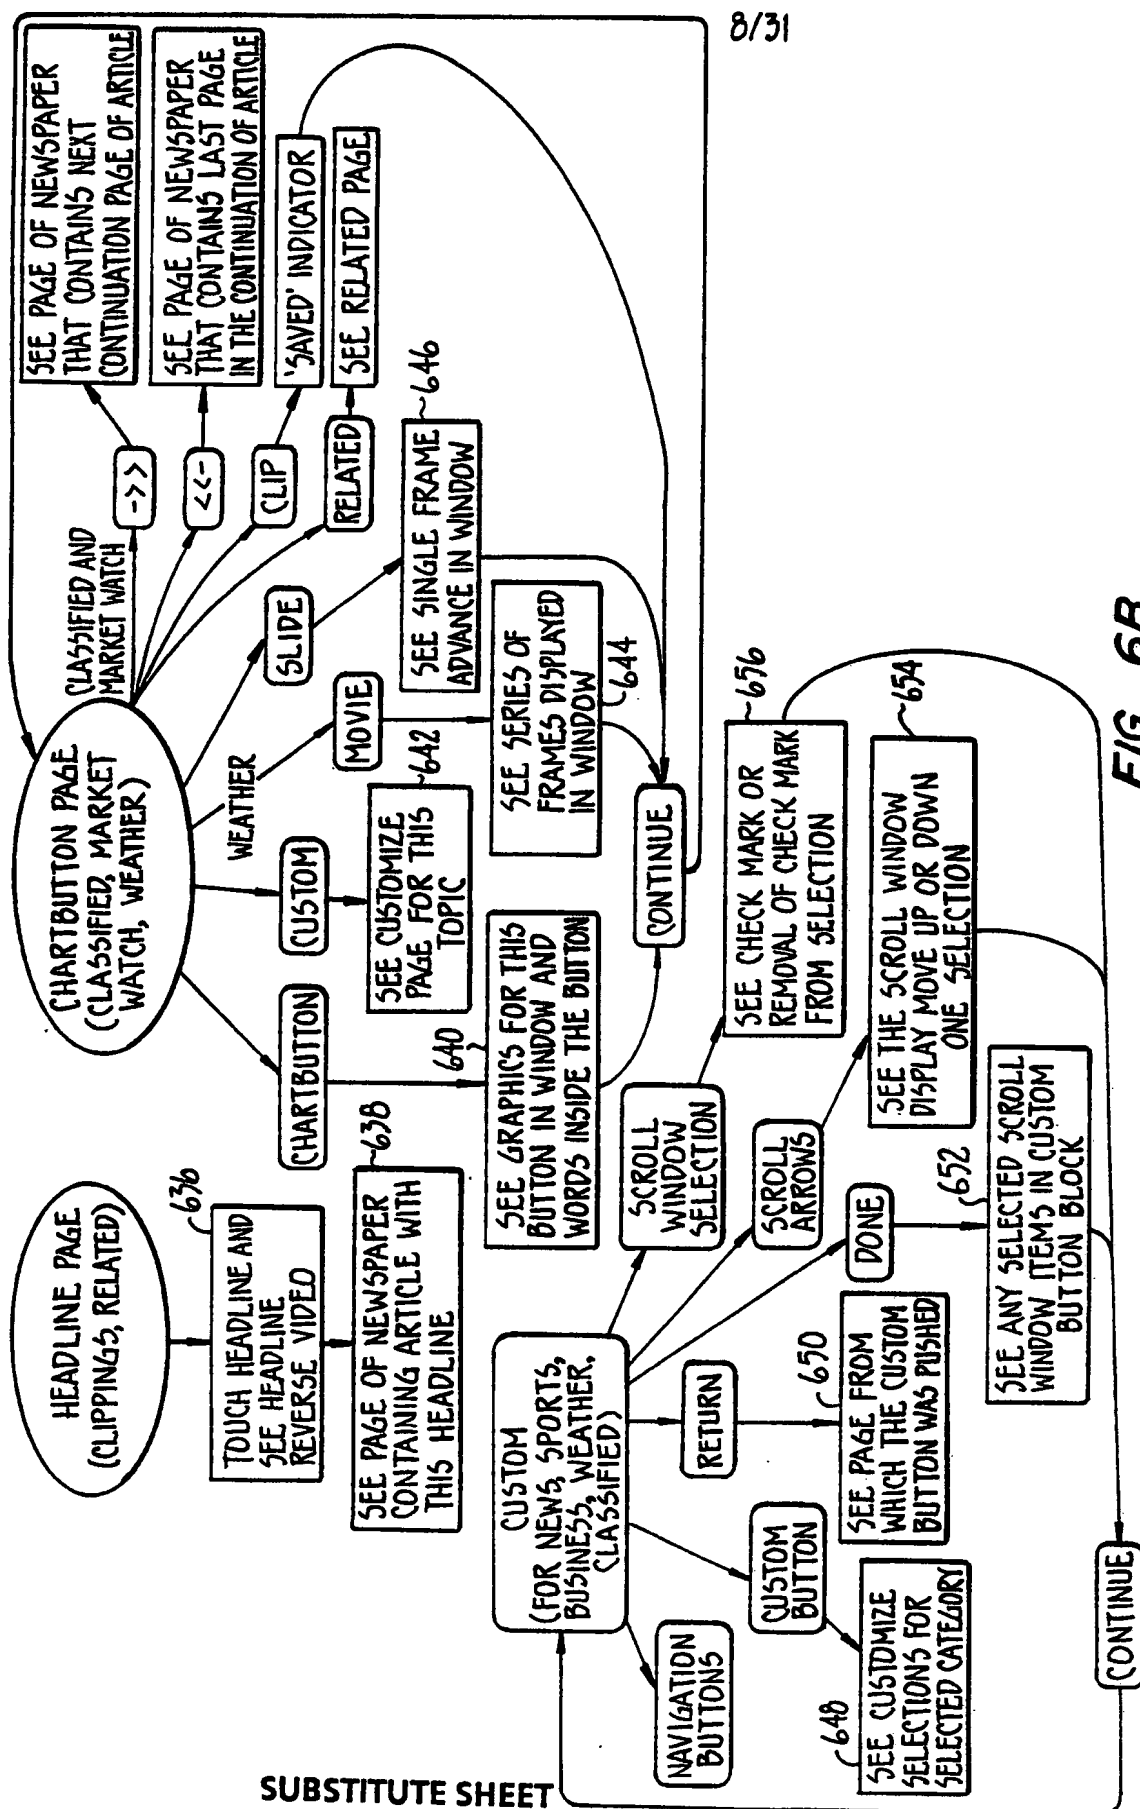 8/31
HEADLINE PAGE
(CLIPPINGS, RELATED)
636
TOUCH HEADLINE AND
SEE HEADLINE
REVERSE VIDEO
638
SEE PAGE OF NEWSPAPER
CONTAINING ARTICLE WITH
THIS HEADLINE
CHARTBUTTON PAGE
(CLASSIFIED, MARKET
WATCH, WEATHER)
CLASSIFIED AND
MARKET WATCH
->>
SEE PAGE OF NEWSPAPER
THAT CONTAINS NEXT
CONTINUATION PAGE OF ARTICLE
<<-
SEE PAGE OF NEWSPAPER
THAT CONTAINS LAST PAGE
IN THE CONTINUATION OF ARTICLE
CLIP
'SAVED' INDICATOR
RELATED
SEE RELATED PAGE
SLIDE
646
SEE SINGLE FRAME
ADVANCE IN WINDOW
WEATHER
MOVIE
SEE SERIES OF
FRAMES DISPLAYED
IN WINDOW
644
CUSTOM
642
SEE CUSTOMIZE
PAGE FOR THIS
TOPIC
CHARTBUTTON
640
SEE GRAPHICS FOR THIS
BUTTON IN WINDOW AND
WORDS INSIDE THE BUTTON
CONTINUE
CUSTOM
(FOR NEWS, SPORTS,
BUSINESS, WEATHER,
CLASSIFIED)
NAVIGATION
BUTTONS
CUSTOM
BUTTON
648
SEE CUSTOMIZE
SELECTIONS FOR
SELECTED CATEGORY
RETURN
650
SEE PAGE FROM
WHICH THE CUSTOM
BUTTON WAS PUSHED
DONE
652
SEE ANY SELECTED SCROLL
WINDOW ITEMS IN CUSTOM
BUTTON BLOCK
SCROLL
ARROWS
654
SEE THE SCROLL WINDOW
DISPLAY MOVE UP OR DOWN
ONE SELECTION
SCROLL
WINDOW
SELECTION
656
SEE CHECK MARK OR
REMOVAL OF CHECK MARK
FROM SELECTION
CONTINUE
FIG. 6B
SUBSTITUTE SHEET